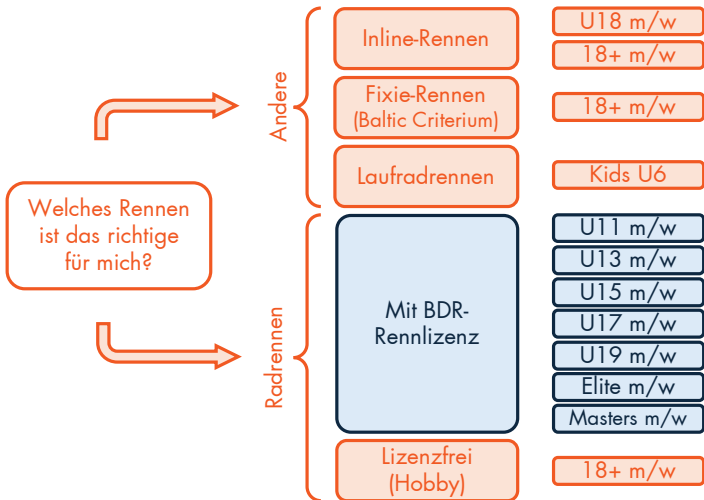 Welches Rennen
ist das richtige
für mich?
Andere
Inline-Rennen
U18 m/w
18+ m/w
Fixie-Rennen
(Baltic Criterium)
18+ m/w
Laufradrennen
Kids U6
Radrennen
Mit BDR-
Rennlizenz
U11 m/w
U13 m/w
U15 m/w
U17 m/w
U19 m/w
Elite m/w
Masters m/w
Lizenzfrei
(Hobby)
18+ m/w